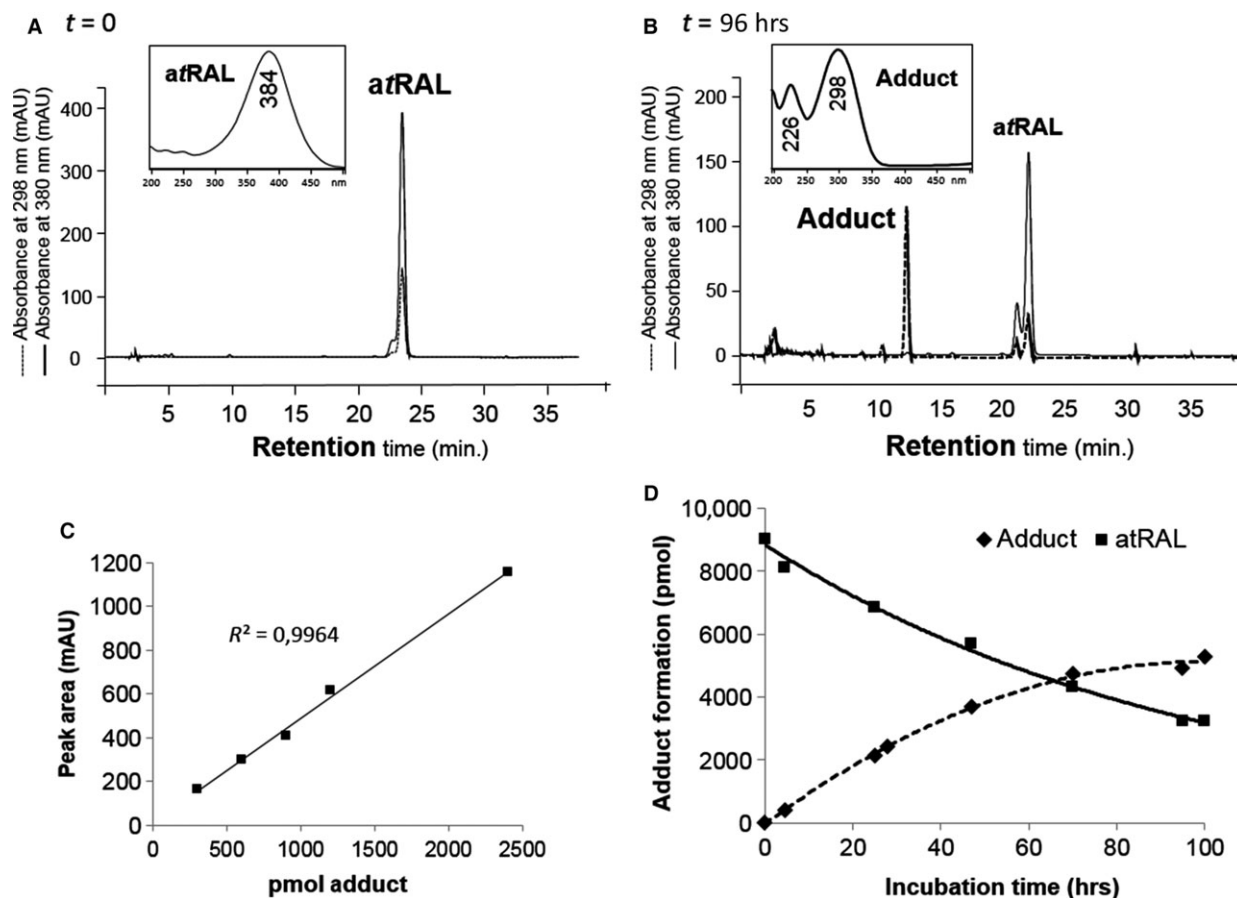 A t = 0
atRAL
384
200 250 300 350 400 450 nm
atRAL
Absorbance at 298 nm (mAU)
Absorbance at 380 nm (mAU)
400
300
200
100
0
5 10 15 20 25 30 35
Retention time (min.)
B t = 96 hrs
Adduct
226
298
200 250 300 350 400 450 nm
Adduct
atRAL
Absorbance at 298 nm (mAU)
Absorbance at 380 nm (mAU)
200
150
100
50
0
5 10 15 20 25 30 35
Retention time (min.)
C
R² = 0,9964
Peak area (mAU)
1200
1000
800
600
400
200
0
0 500 1000 1500 2000 2500
pmol adduct
D
Adduct atRAL
Adduct formation (pmol)
10,000
8000
6000
4000
2000
0
0 20 40 60 80 100
Incubation time (hrs)